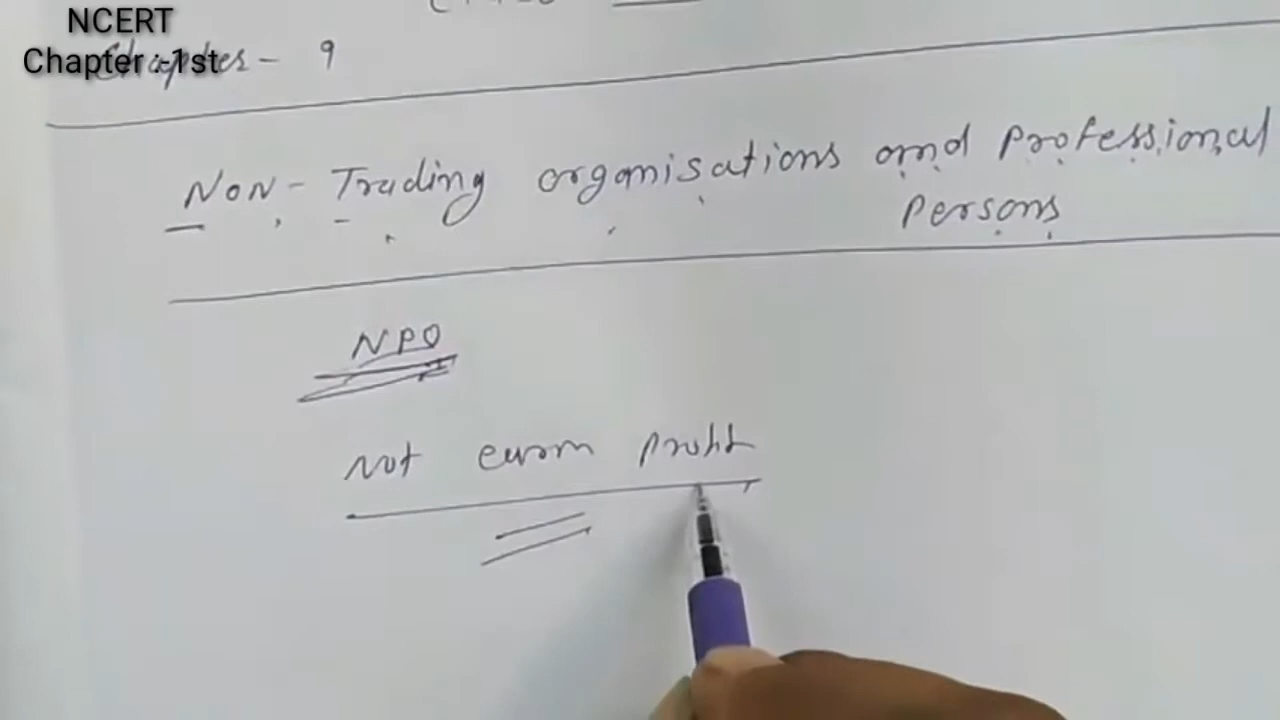 NCERT
Chapter :-1st
Chapter - 9
Non - Trading organisations and professional
persons
NPO
not earn profit